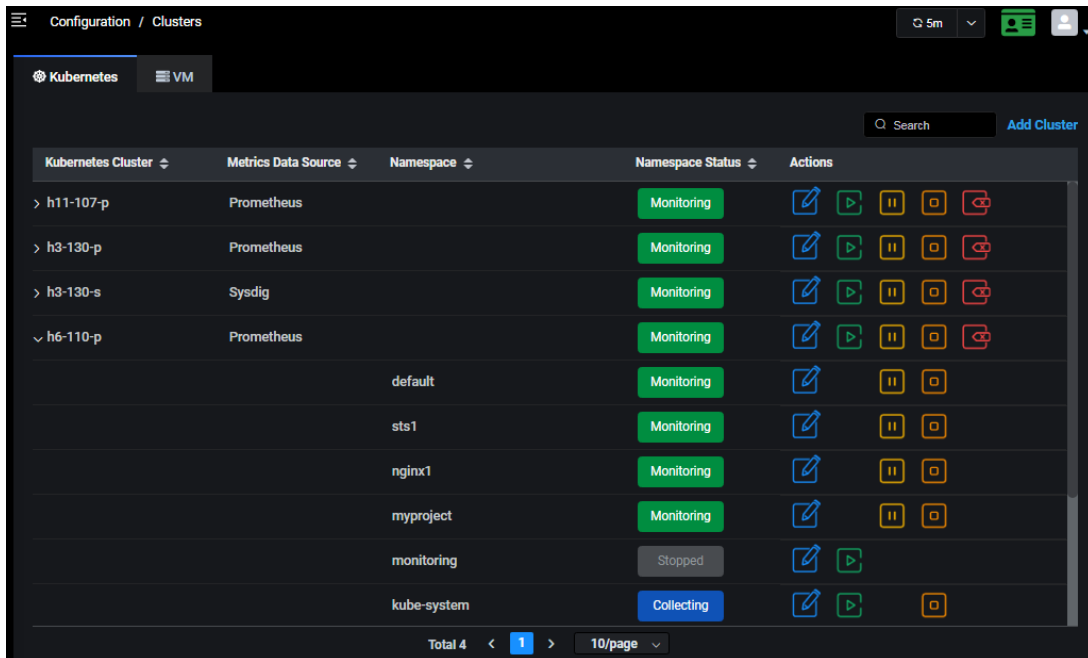 Configuration / Clusters
5m
Kubernetes VM
Search Add Cluster
Kubernetes Cluster Metrics Data Source Namespace Namespace Status Actions
h11-107-p Prometheus Monitoring
h3-130-p Prometheus Monitoring
h3-130-s Sysdig Monitoring
h6-110-p Prometheus Monitoring
default Monitoring
sts1 Monitoring
nginx1 Monitoring
myproject Monitoring
monitoring Stopped
kube-system Collecting
Total 4 < 1 > 10/page